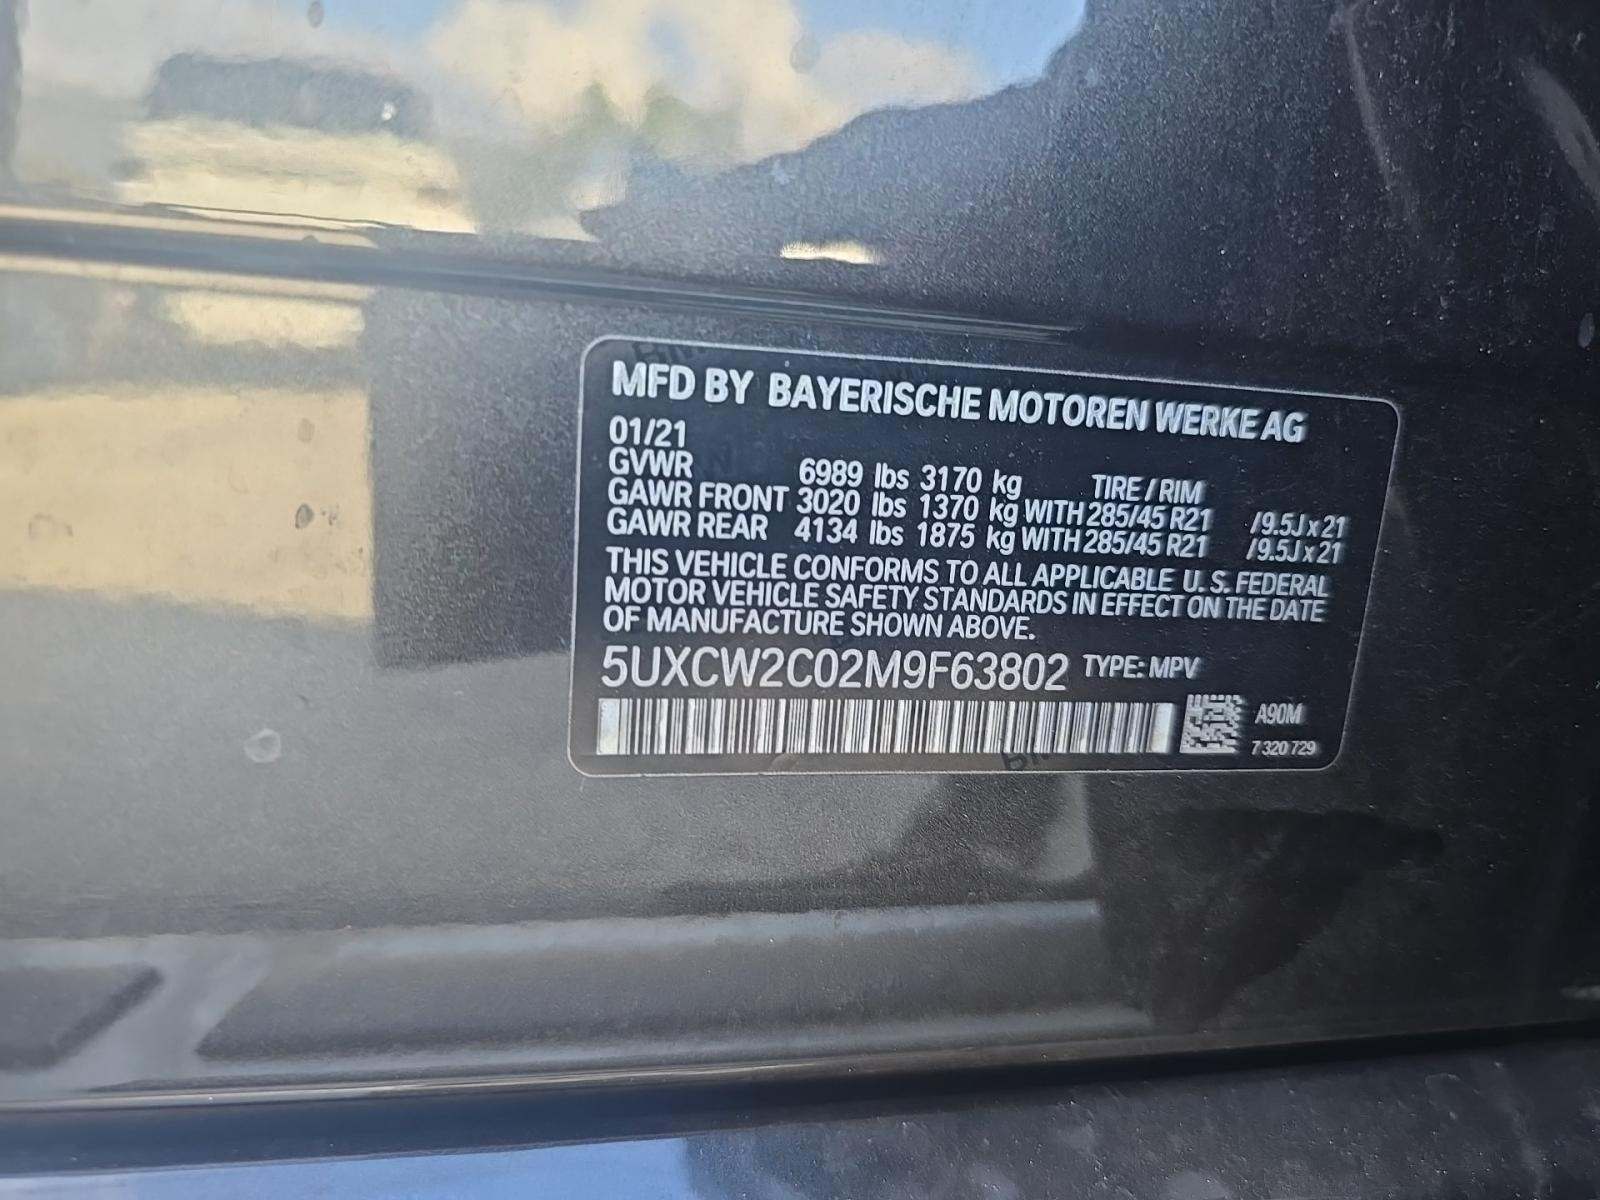 MFD BY BAYERISCHE MOTOREN WERKE AG
01/21
GVWR 6989 lbs 3170 kg TIRE / RIM
GAWR FRONT 3020 lbs 1370 kg WITH 285/45 R21 /9.5J x 21
GAWR REAR 4134 lbs 1875 kg WITH 285/45 R21 /9.5J x 21
THIS VEHICLE CONFORMS TO ALL APPLICABLE U.S. FEDERAL
MOTOR VEHICLE SAFETY STANDARDS IN EFFECT ON THE DATE
OF MANUFACTURE SHOWN ABOVE.
5UXCW2C02M9F63802 TYPE: MPV
A90M
7 320 729